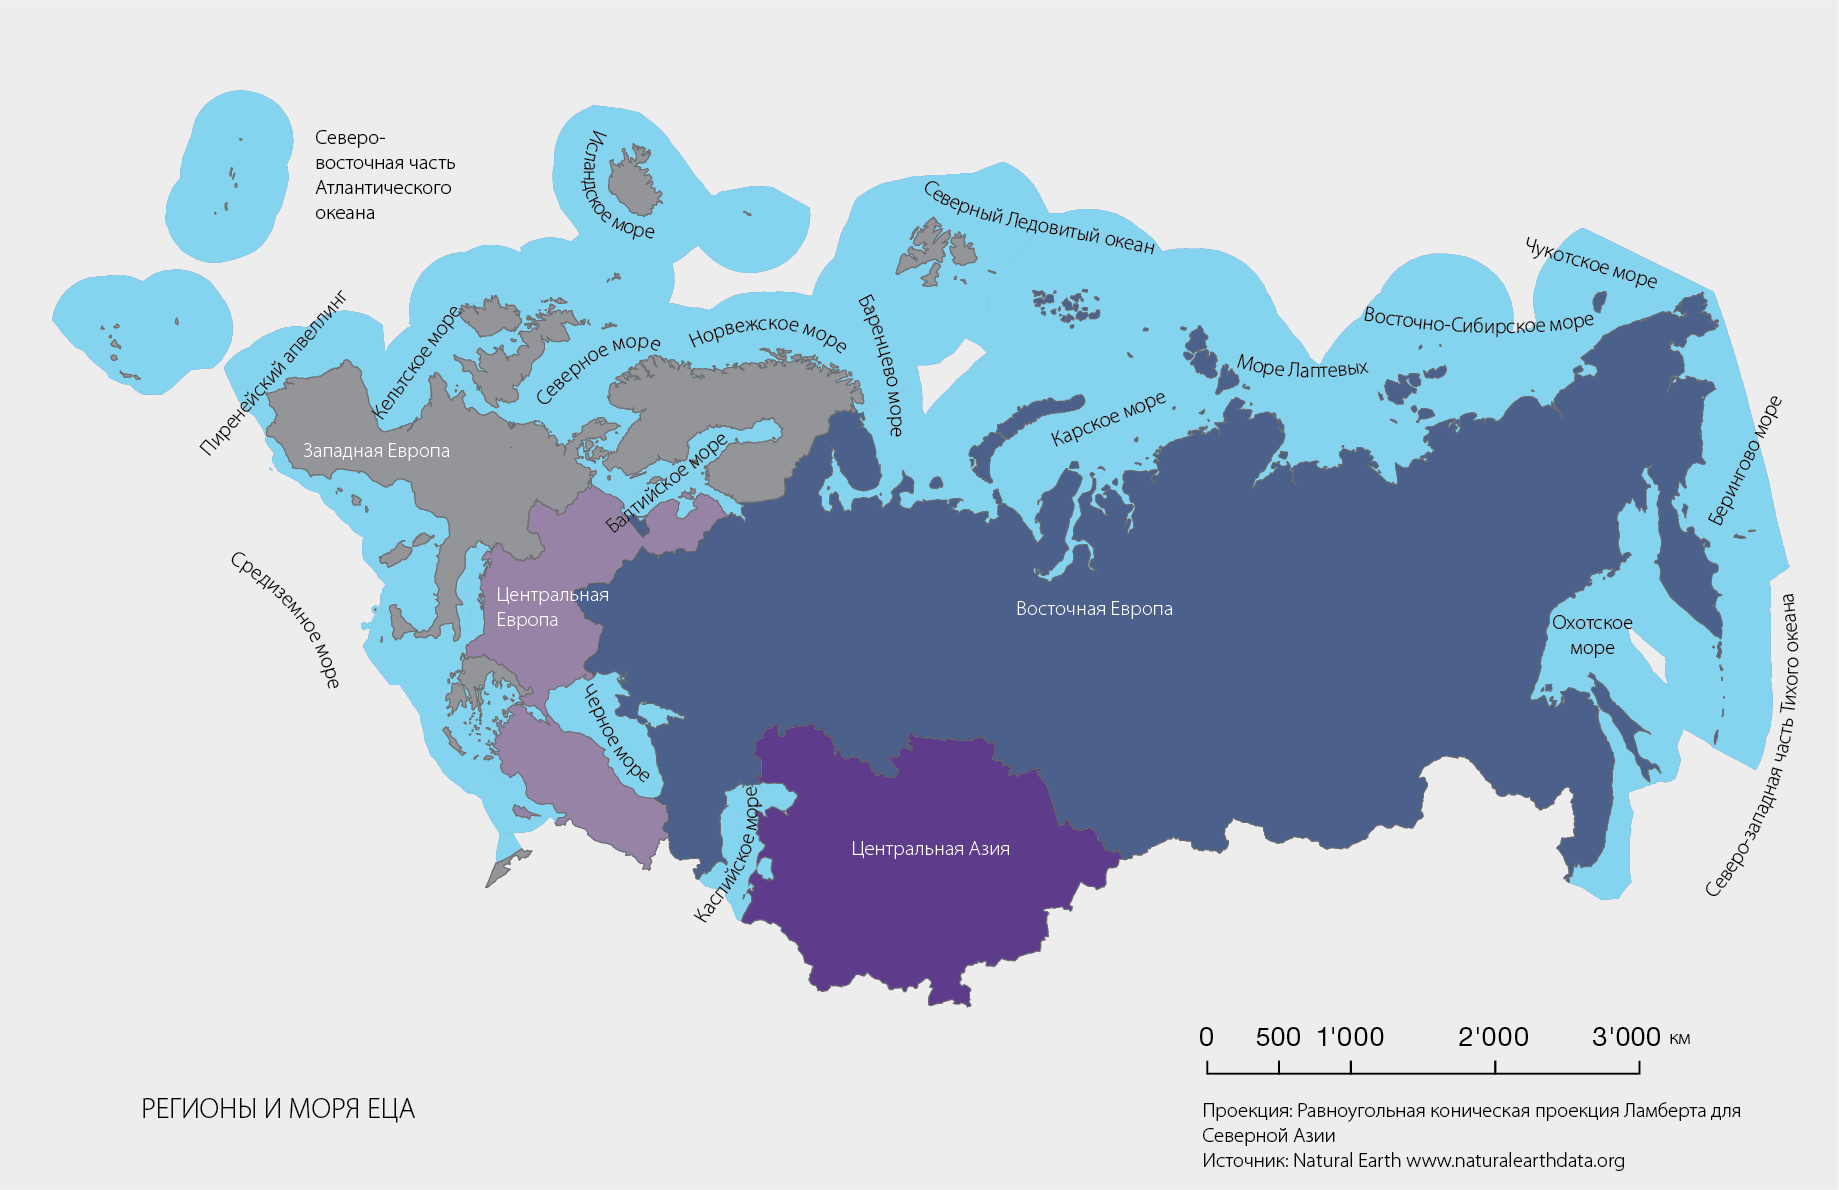 Северо-
восточная часть
Атлантического
океана
Исландское море
Северный Ледовитый океан
Чукотское море
Пиренейский апвеллинг
Кельтское море
Северное море
Норвежское море
Баренцево море
Восточно-Сибирское море
Море Лаптевых
Карское море
Берингово море
Западная Европа
Балтийское море
Средиземное море
Центральная
Европа
Восточная Европа
Охотское
море
Северо-западная часть Тихого океана
Черное море
Каспийское море
Центральная Азия
0 500 1'000 2'000 3'000 км
РЕГИОНЫ И МОРЯ ЕЦА
Проекция: Равноугольная коническая проекция Ламберта для
Северной Азии
Источник: Natural Earth www.naturalearthdata.org